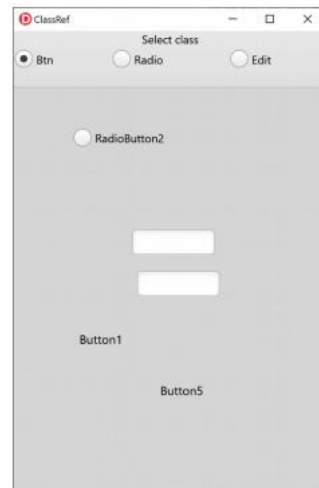 ClassRef
Select class
Btn Radio Edit
RadioButton2
Button1
Button5